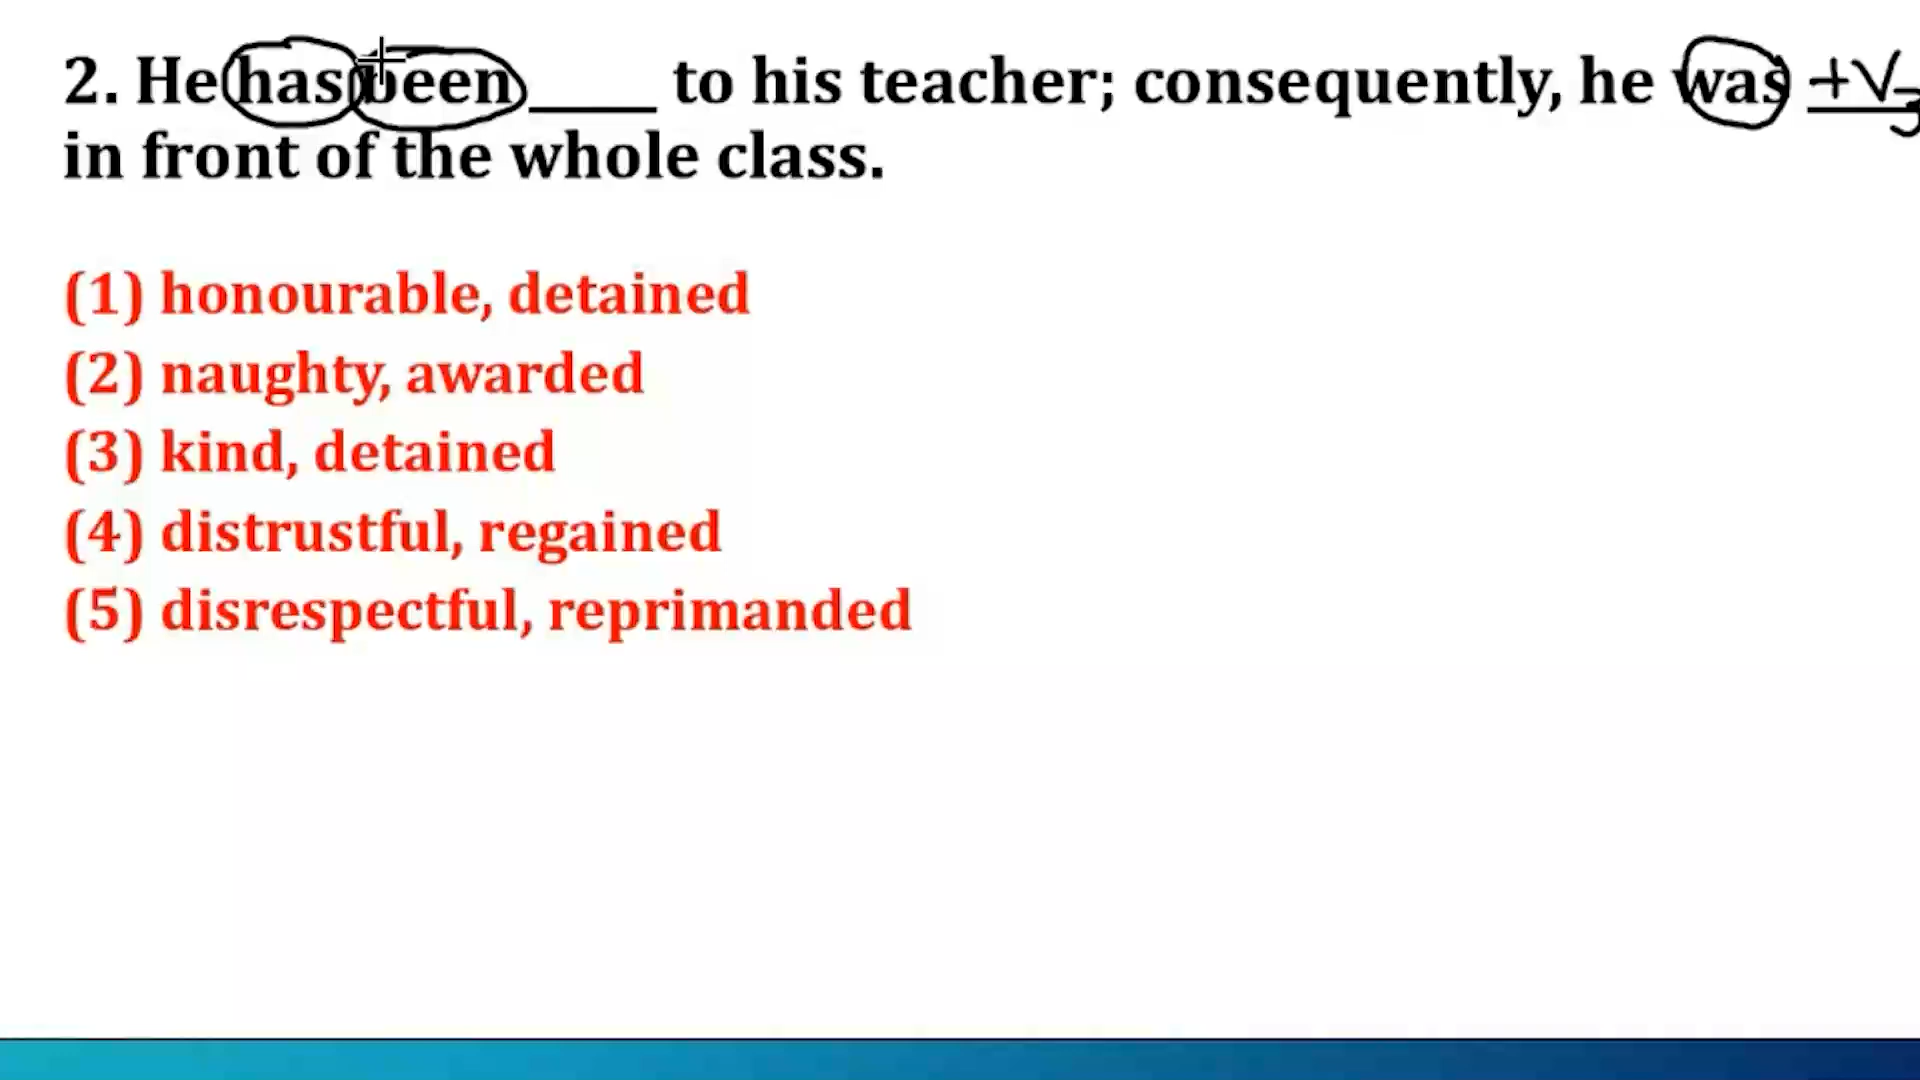 2. He has been ____ to his teacher; consequently, he was +V3
in front of the whole class.
(1) honourable, detained
(2) naughty, awarded
(3) kind, detained
(4) distrustful, regained
(5) disrespectful, reprimanded